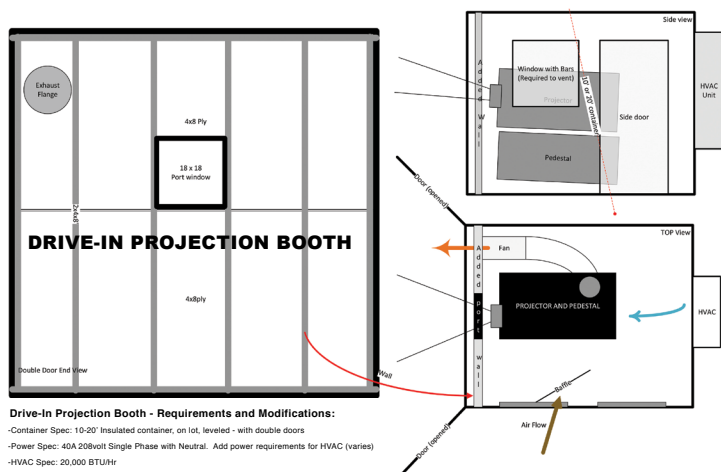 Exhaust
Flange
4x8 Ply
18 x 18
Port window
2x4x8'
DRIVE-IN PROJECTION BOOTH
4x8ply
Double Door End View
Wall
Side view
Added Wall
Window with Bars
(Required to vent)
10' or 20' container
Projector
Side door
Pedestal
HVAC
Unit
Door (opened)
TOP View
Fan
Added
port
wall
PROJECTOR AND PEDESTAL
HVAC
Baffle
Air Flow
Door (opened)
Drive-In Projection Booth - Requirements and Modifications:
-Container Spec: 10-20' Insulated container, on lot, leveled - with double doors
-Power Spec: 40A 208volt Single Phase with Neutral. Add power requirements for HVAC (varies)
-HVAC Spec: 20,000 BTU/Hr